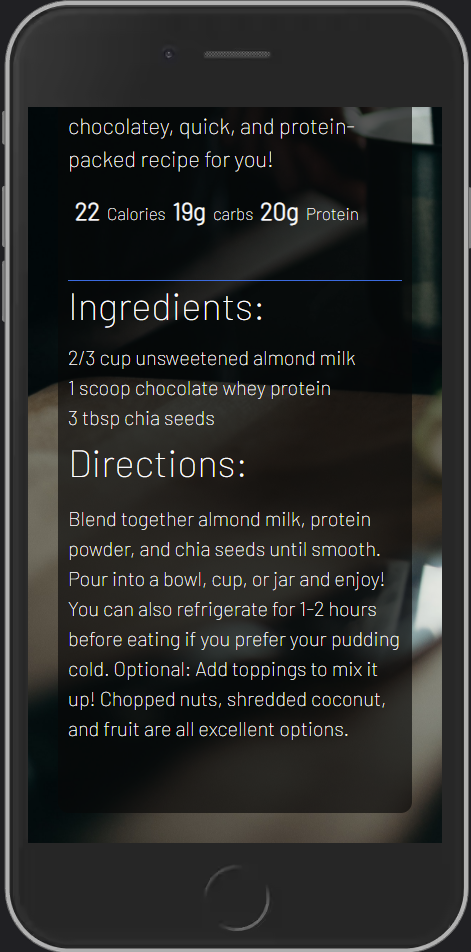 chocolatey, quick, and protein-
packed recipe for you!
22 Calories 19g carbs 20g Protein
Ingredients:
2/3 cup unsweetened almond milk
1 scoop chocolate whey protein
3 tbsp chia seeds
Directions:
Blend together almond milk, protein
powder, and chia seeds until smooth.
Pour into a bowl, cup, or jar and enjoy!
You can also refrigerate for 1-2 hours
before eating if you prefer your pudding
cold. Optional: Add toppings to mix it
up! Chopped nuts, shredded coconut,
and fruit are all excellent options.